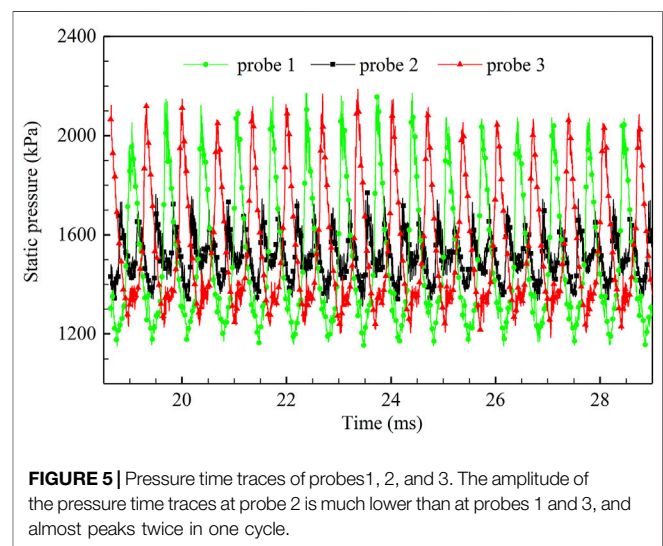 2400
2000
1600
1200
Static pressure (kPa)
probe 1 probe 2 probe 3
20 22 24 26 28
Time (ms)
FIGURE 5 | Pressure time traces of probes1, 2, and 3. The amplitude of
the pressure time traces at probe 2 is much lower than at probes 1 and 3, and
almost peaks twice in one cycle.